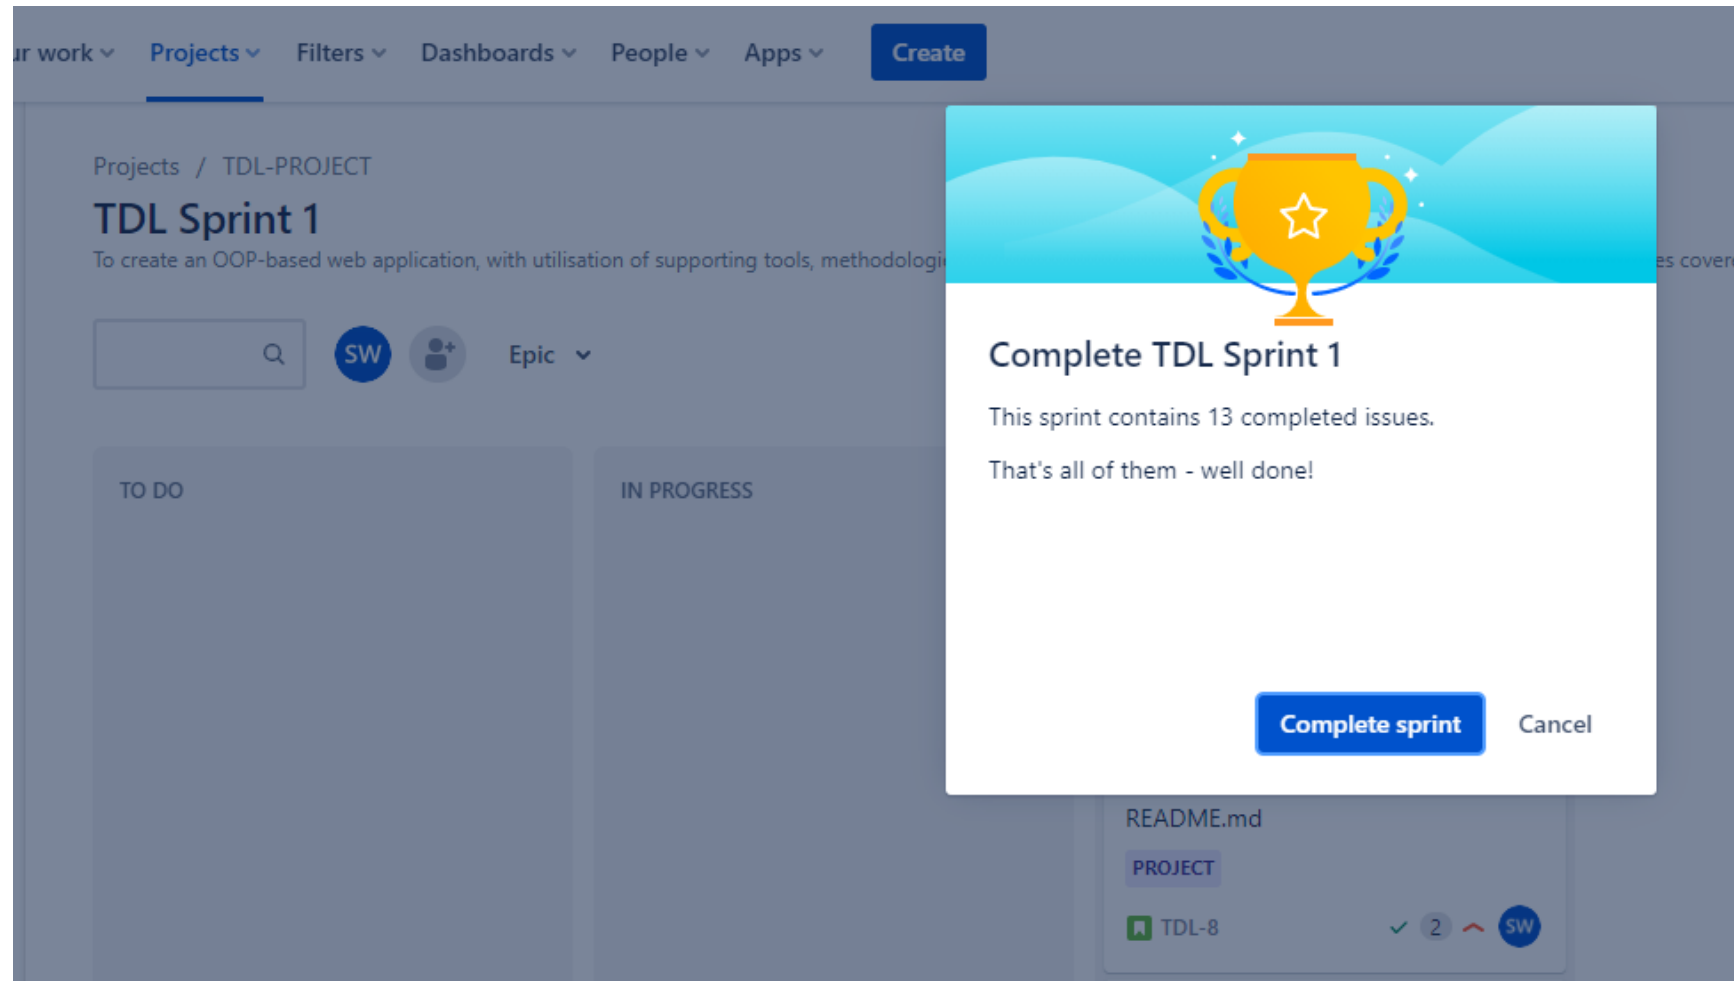 work Projects Filters Dashboards People Apps Create
Projects / TDL-PROJECT
TDL Sprint 1
To create an OOP-based web application, with utilisation of supporting tools,
SW Epic
TO DO
IN PROGRESS
Complete TDL Sprint 1
This sprint contains 13 completed issues.
That's all of them - well done!
Complete sprint Cancel
README.md
PROJECT
TDL-8 2 SW